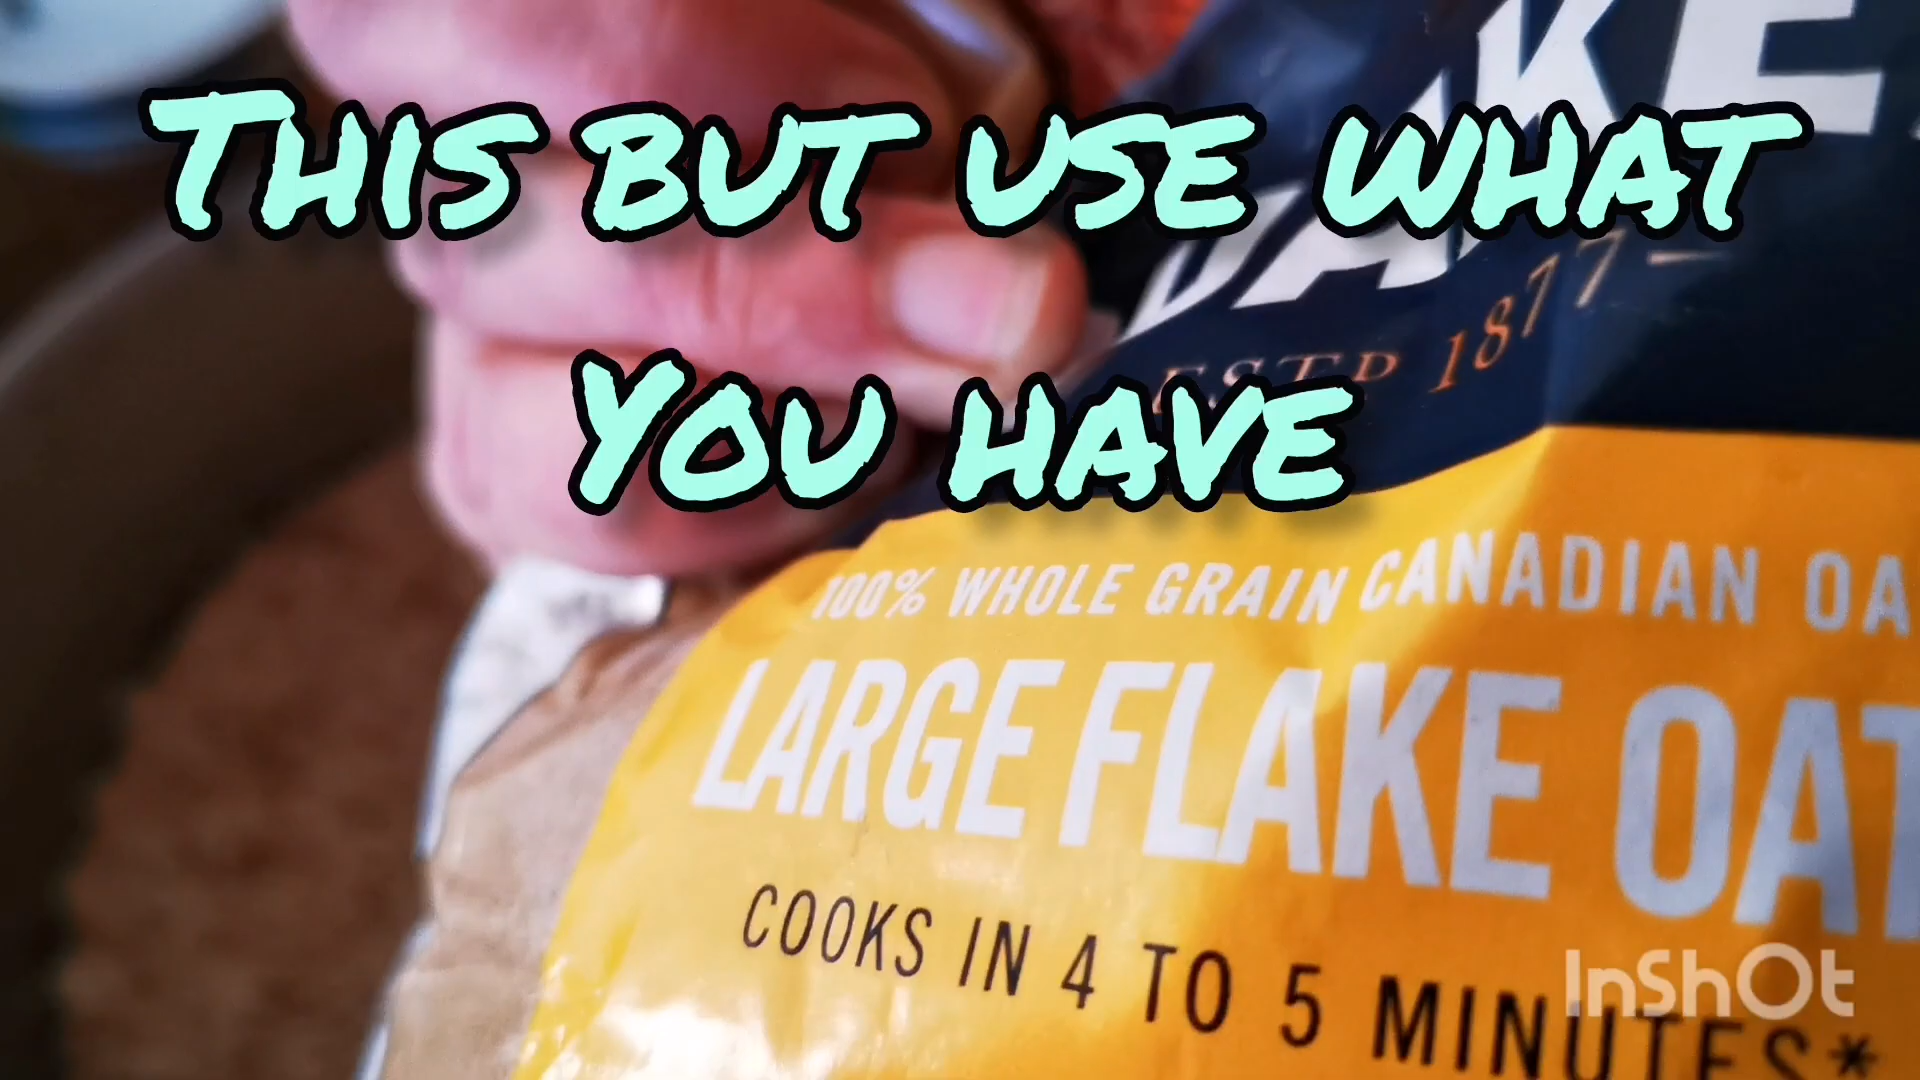 THIS BUT USE WHAT
YOU HAVE
ESTD 1877
100% WHOLE GRAIN CANADIAN OA
LARGE FLAKE OAT
COOKS IN 4 TO 5 MINUTES*
InShOt